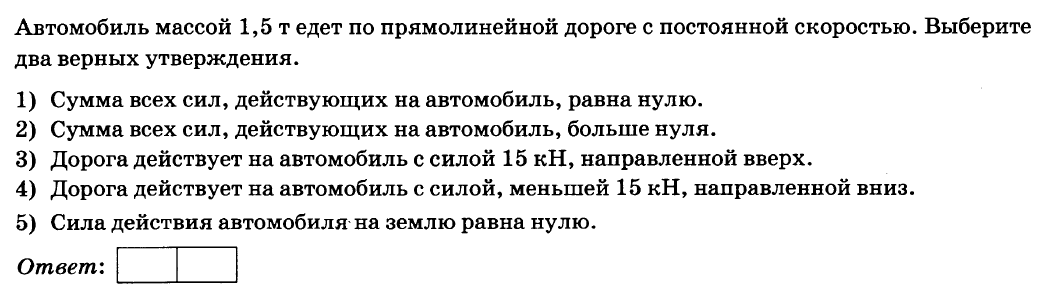 Автомобиль массой 1,5 т едет по прямолинейной дороге с постоянной скоростью. Выберите
два верных утверждения.
1) Сумма всех сил, действующих на автомобиль, равна нулю.
2) Сумма всех сил, действующих на автомобиль, больше нуля.
3) Дорога действует на автомобиль с силой 15 кН, направленной вверх.
4) Дорога действует на автомобиль с силой, меньшей 15 кН, направленной вниз.
5) Сила действия автомобиля на землю равна нулю.
Ответ: